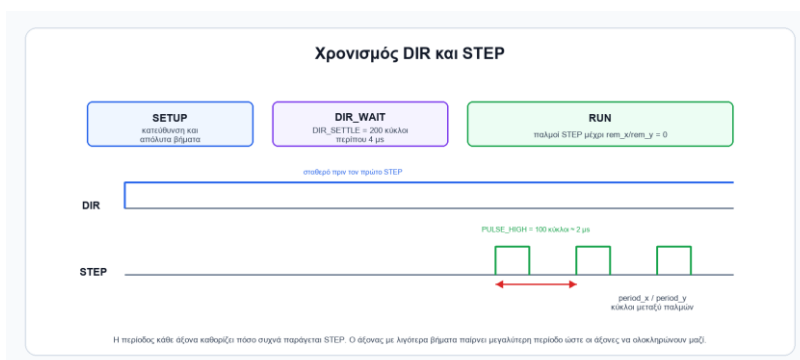 Χρονισμός DIR και STEP
SETUP
κατεύθυνση και
απόλυτα βήματα
DIR_WAIT
DIR_SETTLE = 200 κύκλοι
περίπου 4 μs
RUN
παλμοί STEP μέχρι rem_x/rem_y = 0
σταθερό πριν τον πρώτο STEP
DIR
PULSE_HIGH = 100 κύκλοι ≈ 2 μs
STEP
period_x / period_y
κύκλοι μεταξύ παλμών
Η περίοδος κάθε άξονα καθορίζει πόσο συχνά παράγεται STEP. Ο άξονας με λιγότερα βήματα παίρνει μεγαλύτερη περίοδο ώστε οι άξονες να ολοκληρώνουν μαζί.